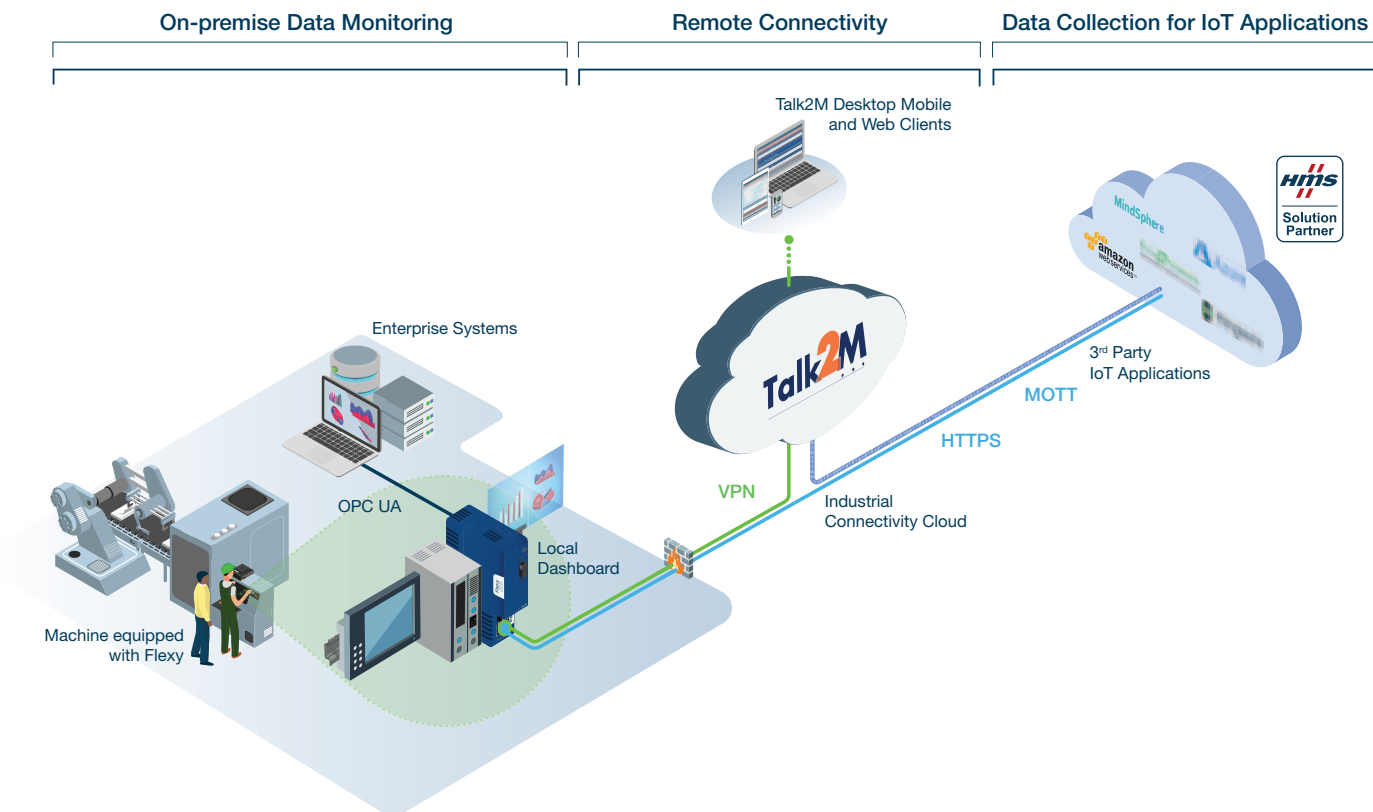 On-premise Data Monitoring
Remote Connectivity
Data Collection for IoT Applications
Talk2M Desktop Mobile
and Web Clients
HMS
Solution
Partner
MindSphere
amazon
webservices™
Enterprise Systems
Talk2M
3rd Party
IoT Applications
MOTT
HTTPS
VPN
OPC UA
Industrial
Connectivity Cloud
Local
Dashboard
Machine equipped
with Flexy